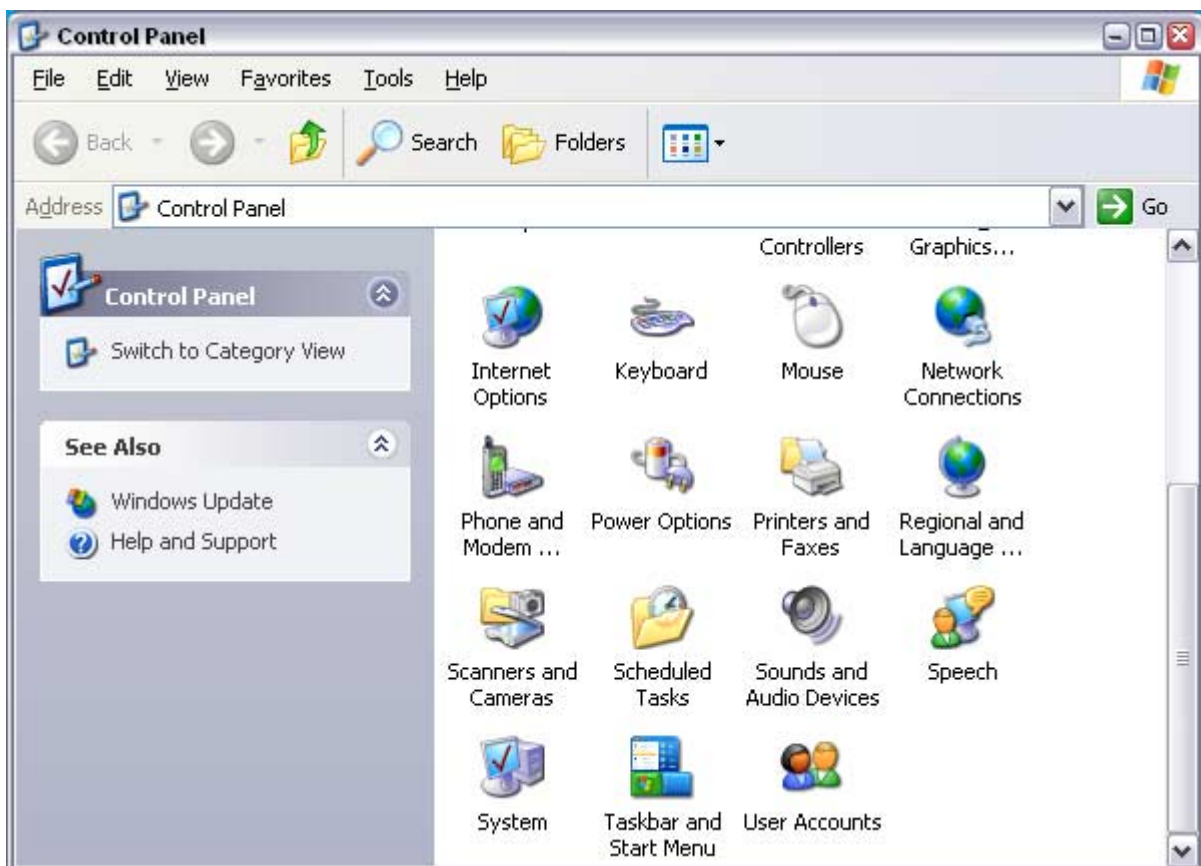 Control Panel
File Edit View Favorites Tools Help
Back Search Folders
Address Control Panel Go
Control Panel
Switch to Category View
See Also
Windows Update
Help and Support
Controllers Graphics...
Internet Options
Keyboard
Mouse
Network Connections
Phone and Modem ...
Power Options
Printers and Faxes
Regional and Language ...
Scanners and Cameras
Scheduled Tasks
Sounds and Audio Devices
Speech
System
Taskbar and Start Menu
User Accounts